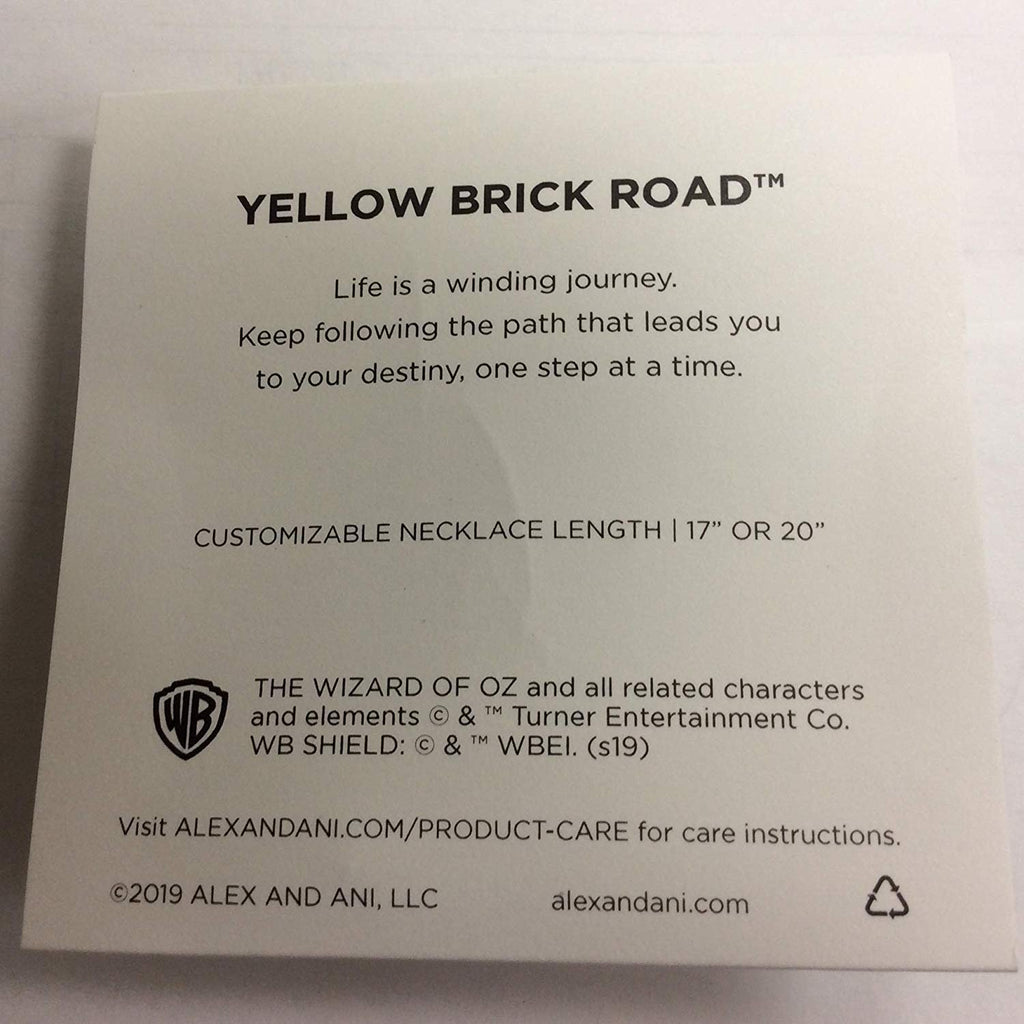 YELLOW BRICK ROAD™
Life is a winding journey.
Keep following the path that leads you
to your destiny, one step at a time.
CUSTOMIZABLE NECKLACE LENGTH | 17” OR 20”
WB
THE WIZARD OF OZ and all related characters
and elements © & ™ Turner Entertainment Co.
WB SHIELD: © & ™ WBEI. (s19)
Visit ALEXANDANI.COM/PRODUCT-CARE for care instructions.
©2019 ALEX AND ANI, LLC
alexandani.com